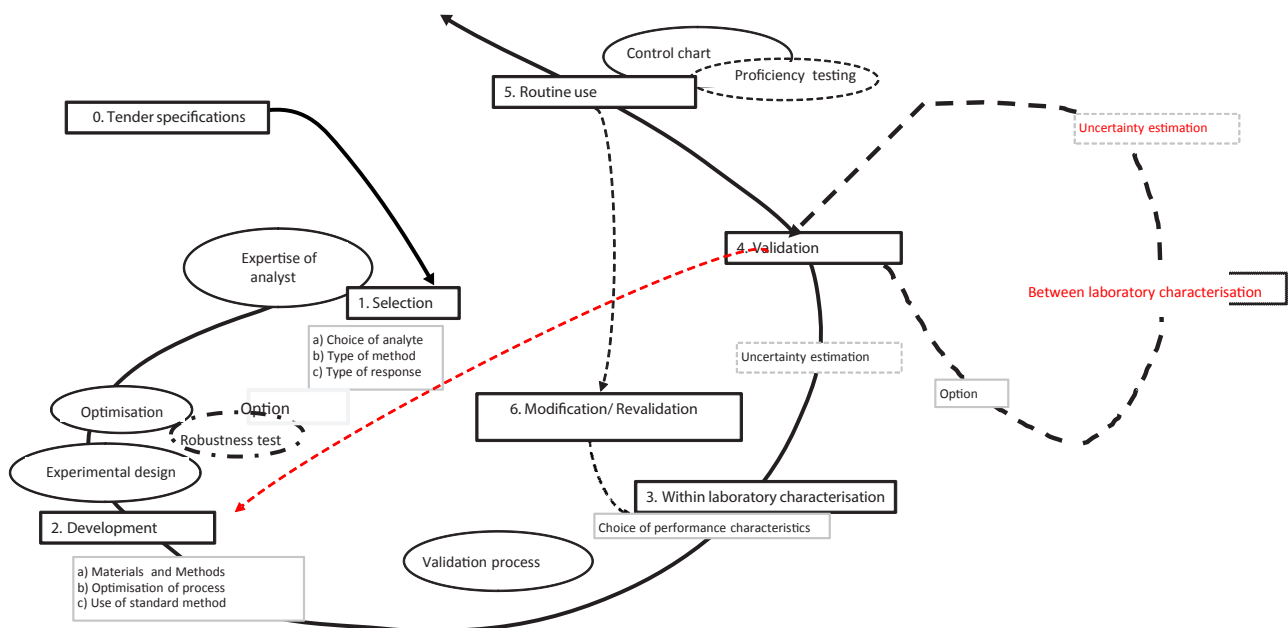 Control chart
Proficiency testing
5. Routine use
0. Tender specifications
Uncertainty estimation
4. Validation
Expertise of
analyst
1. Selection
Between laboratory characterisation
a) Choice of analyte
b) Type of method
c) Type of response
Uncertainty estimation
Option
Option
Optimisation
6. Modification/ Revalidation
Robustness test
Experimental design
3. Within laboratory characterisation
2. Development
Choice of performance characteristics
Validation process
a) Materials and Methods
b) Optimisation of process
c) Use of standard method